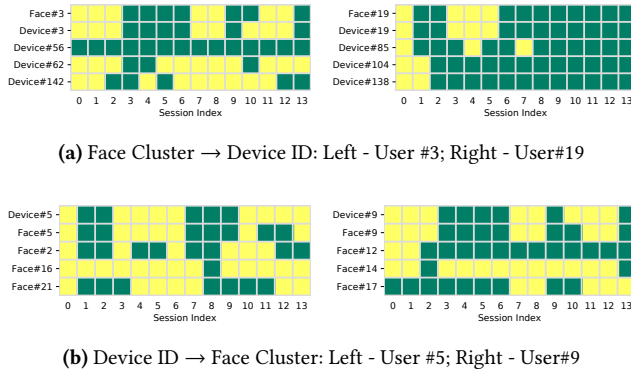 Face#3
Device#3
Device#56
Device#62
Device#142
0 1 2 3 4 5 6 7 8 9 10 11 12 13
Session Index
Face#19
Device#19
Device#85
Device#104
Device#138
0 1 2 3 4 5 6 7 8 9 10 11 12 13
Session Index
(a) Face Cluster → Device ID: Left - User #3; Right - User#19
Device#5
Face#5
Face#2
Face#16
Face#21
0 1 2 3 4 5 6 7 8 9 10 11 12 13
Session Index
Device#9
Face#9
Face#12
Face#14
Face#17
0 1 2 3 4 5 6 7 8 9 10 11 12 13
Session Index
(b) Device ID → Face Cluster: Left - User #5; Right - User#9